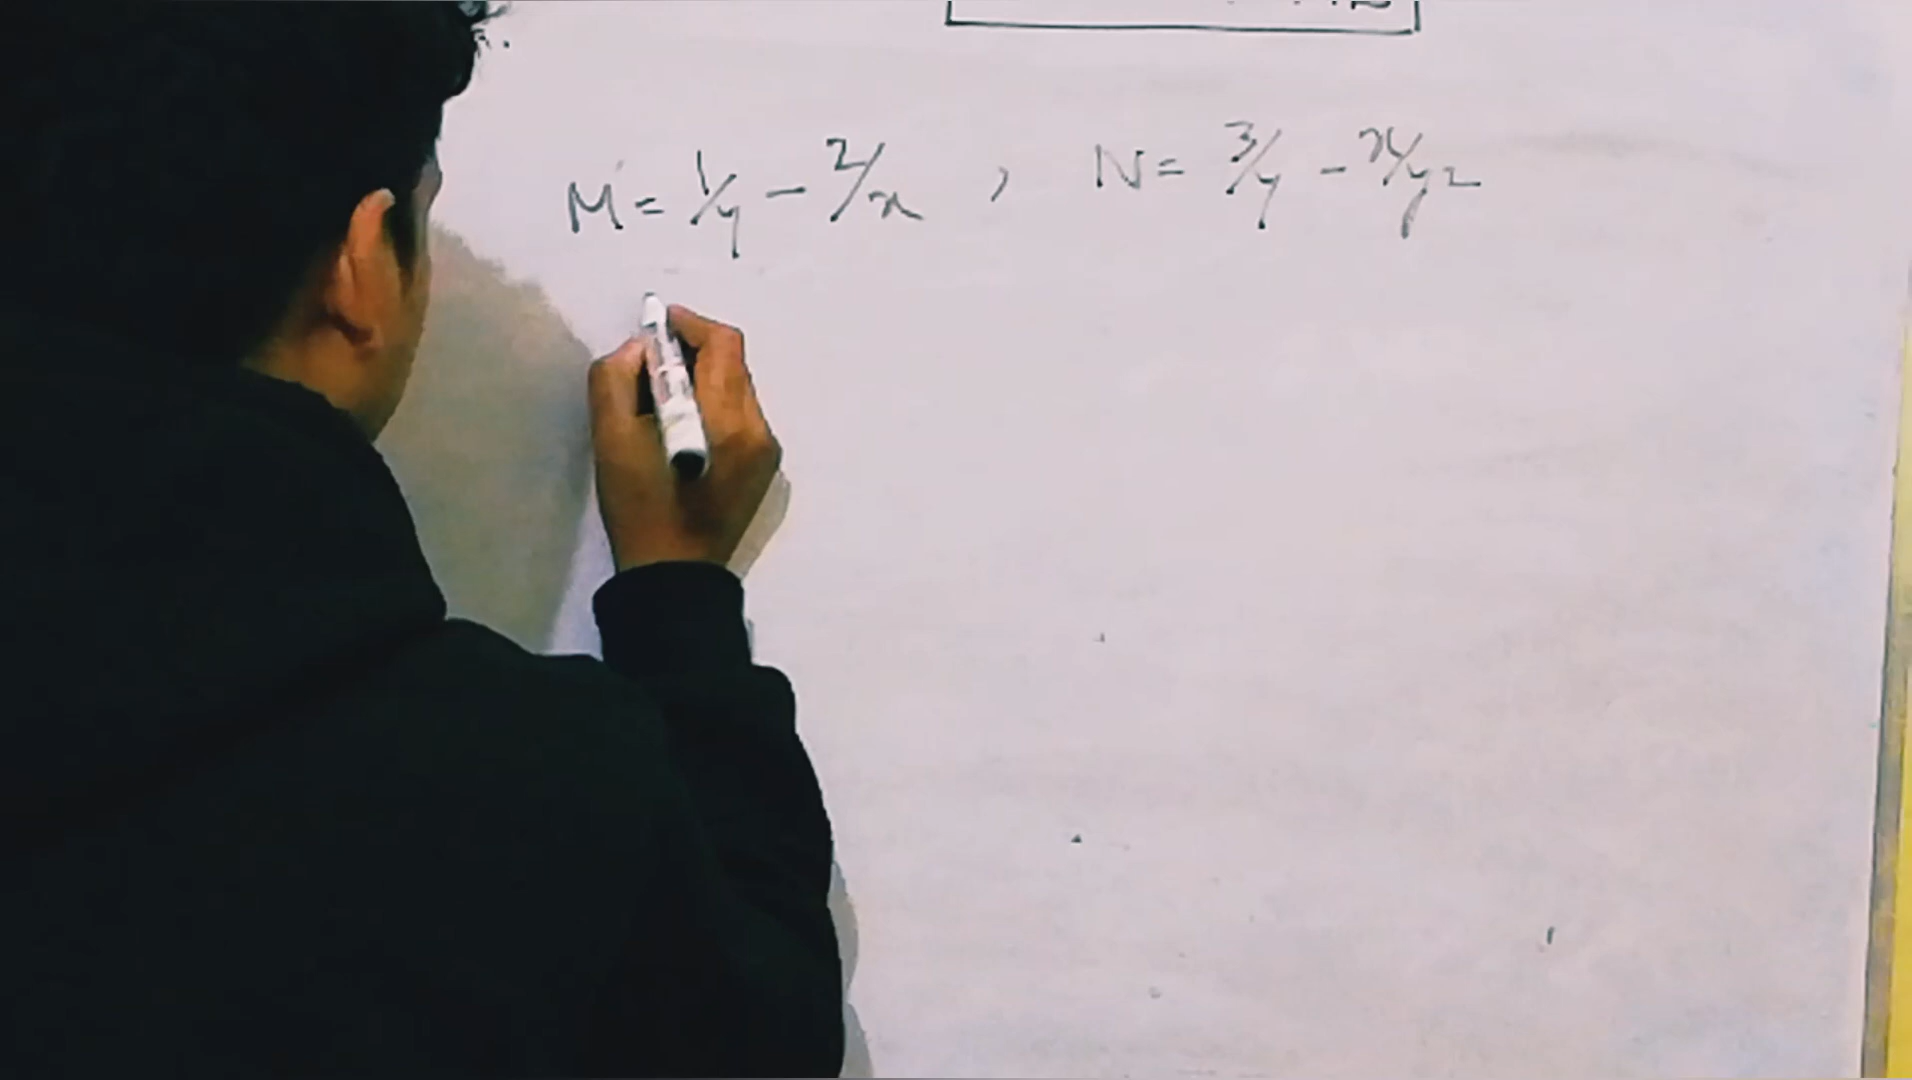 M = 1/y - 2/x , N = 3/y - x/y2